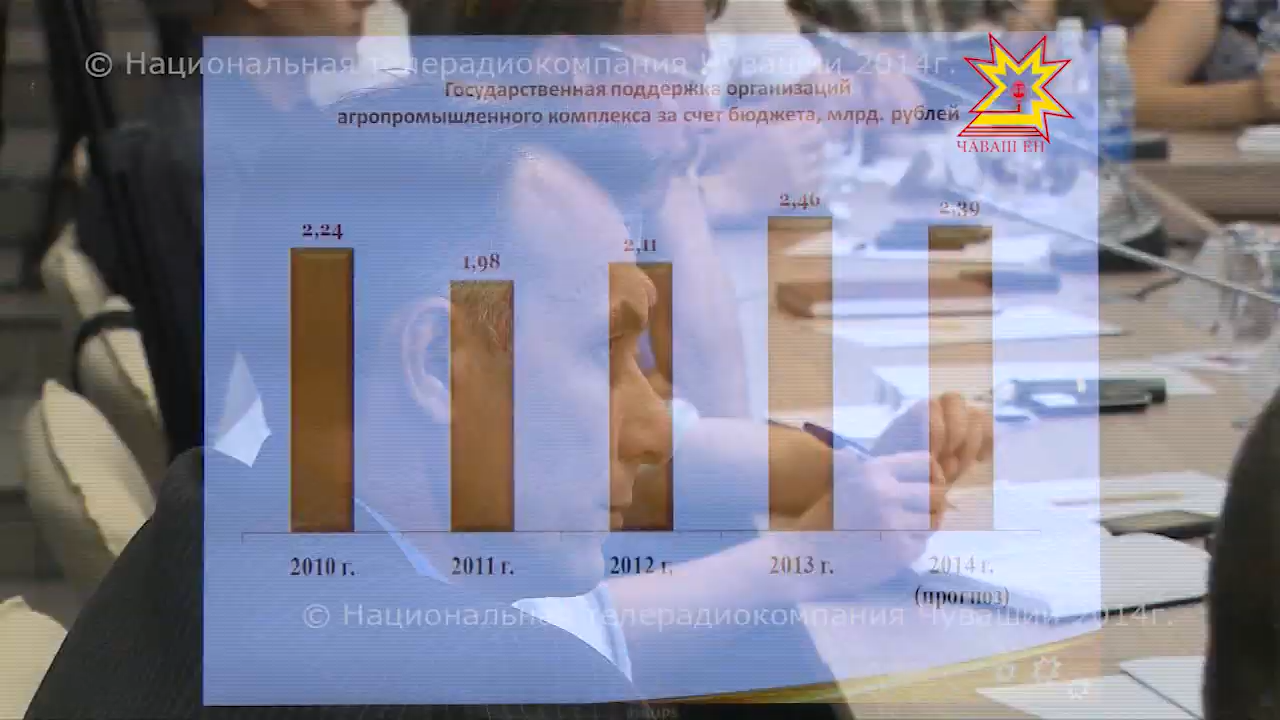 © Национальная телерадиокомпания Чувашии 2014г.
Государственная поддержка организаций
агропромышленного комплекса за счет бюджета, млрд. рублей
ЧӐВАШ ЕН
2,24
1,98
2,11
2,46
2,39
2010 г.
2011 г.
2012 г.
2013 г.
2014 г.
(прогноз)
© Национальная телерадиокомпания Чувашии 2014г.